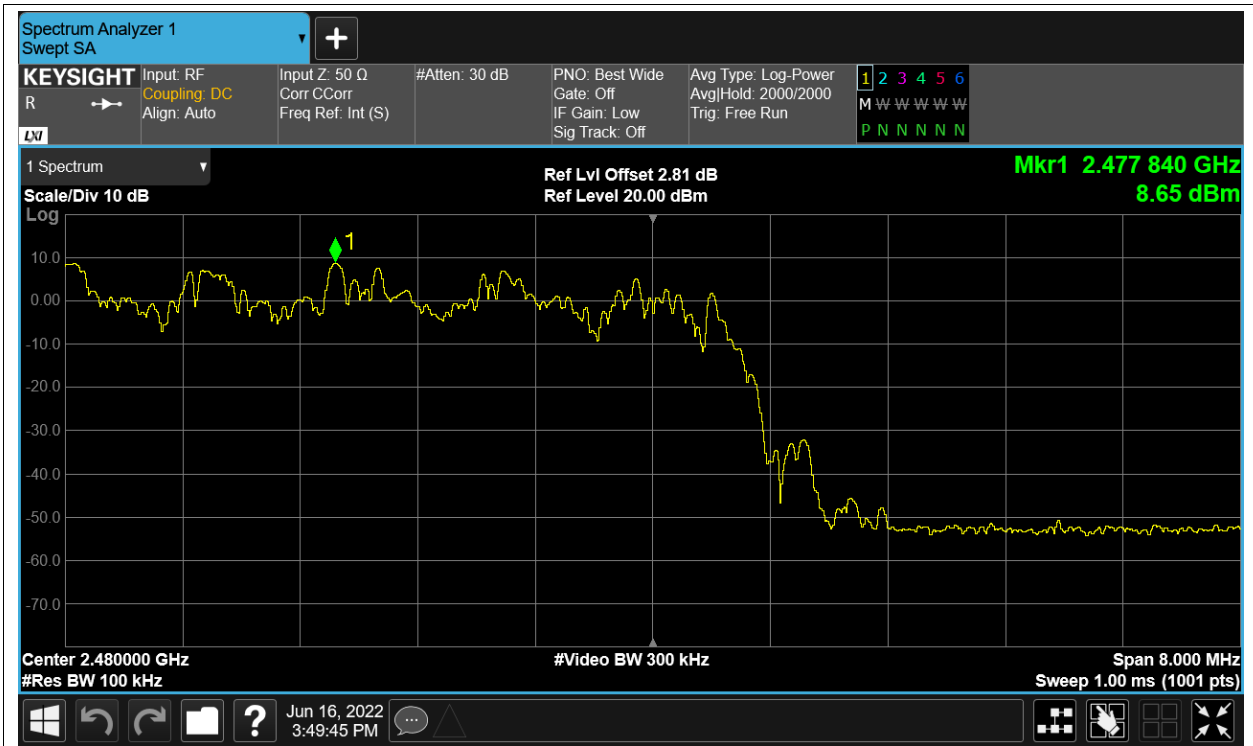 Spectrum Analyzer 1
Swept SA
+
KEYSIGHT
R
LXI
Input: RF
Coupling: DC
Align: Auto
Input Z: 50 Ω
Corr CCorr
Freq Ref: Int (S)
#Atten: 30 dB
PNO: Best Wide
Gate: Off
IF Gain: Low
Sig Track: Off
Avg Type: Log-Power
Avg|Hold: 2000/2000
Trig: Free Run
1 2 3 4 5 6
M W W W W W
P N N N N N
1 Spectrum
Scale/Div 10 dB
Ref Lvl Offset 2.81 dB
Ref Level 20.00 dBm
Mkr1 2.477 840 GHz
8.65 dBm
Log
1
10.0
0.00
-10.0
-20.0
-30.0
-40.0
-50.0
-60.0
-70.0
Center 2.480000 GHz
#Res BW 100 kHz
#Video BW 300 kHz
Span 8.000 MHz
Sweep 1.00 ms (1001 pts)
?
Jun 16, 2022
3:49:45 PM